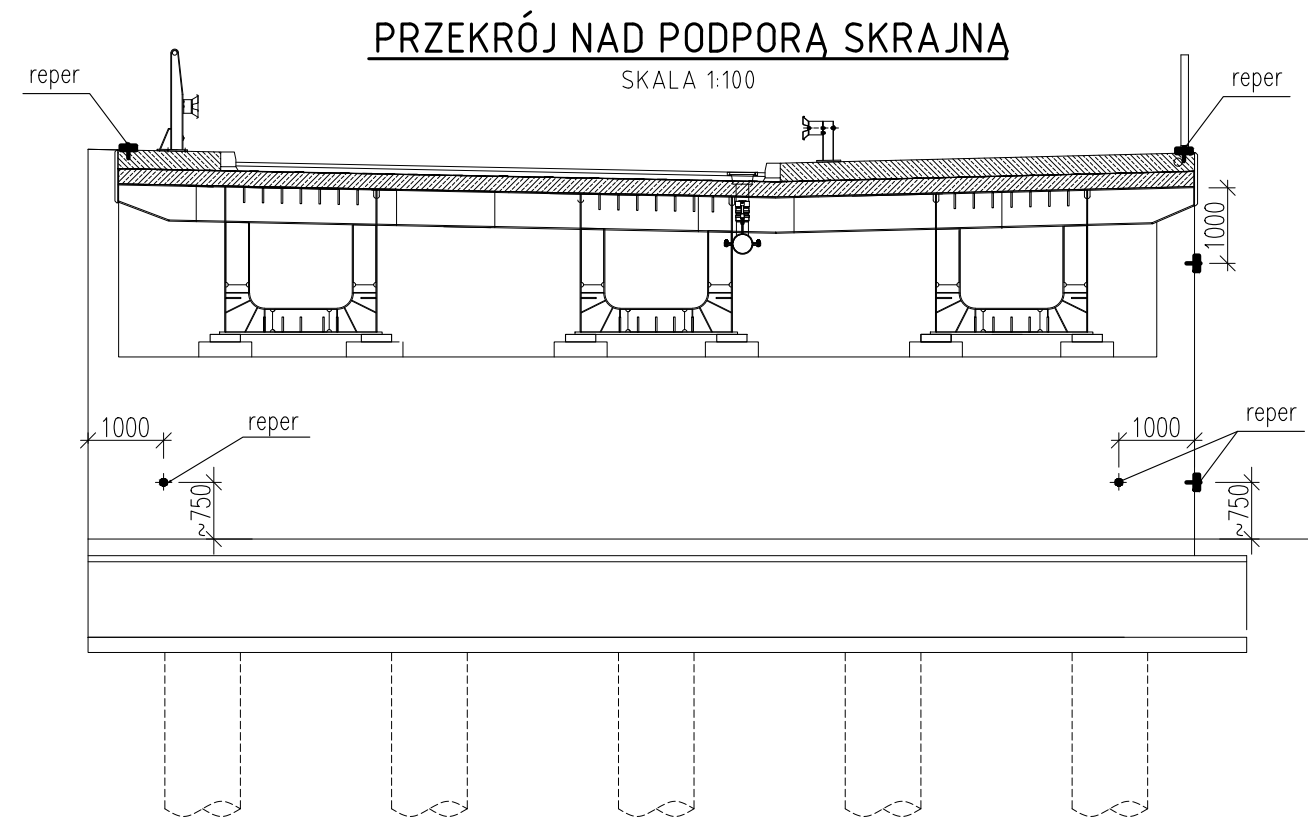 PRZEKRÓJ NAD PODPORĄ SKRAJNĄ
SKALA 1:100
reper
reper
1000
1000
reper
1000
reper
~750
~750